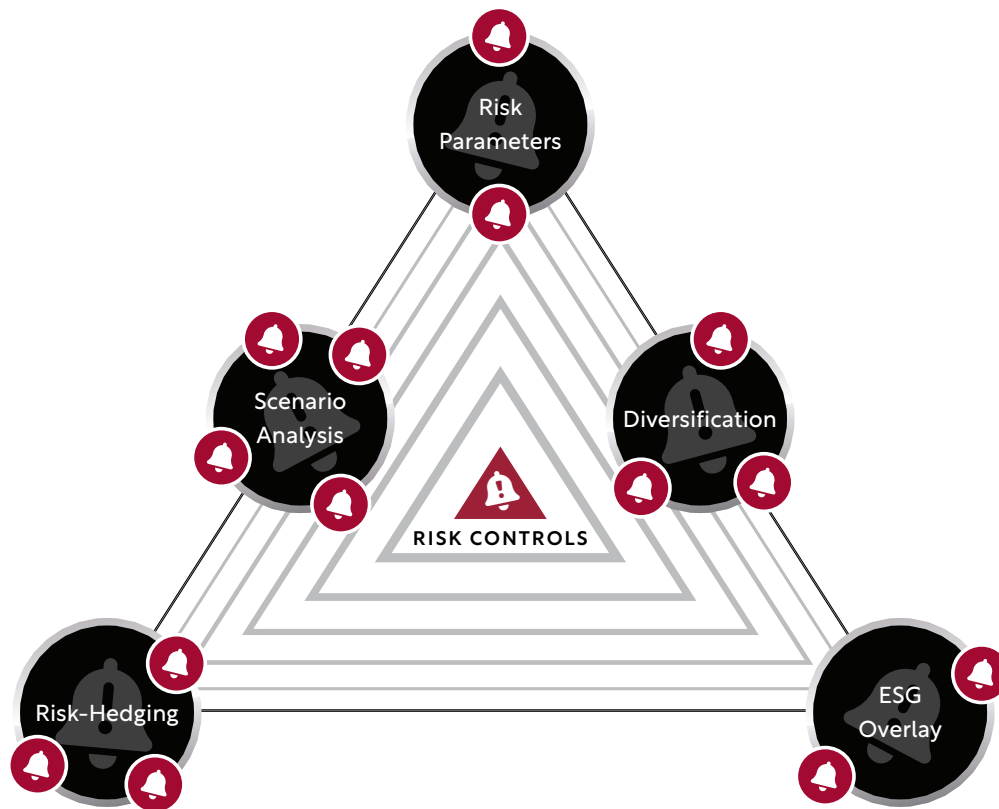 Risk
Parameters
Scenario
Analysis
Diversification
RISK CONTROLS
Risk-Hedging
ESG
Overlay